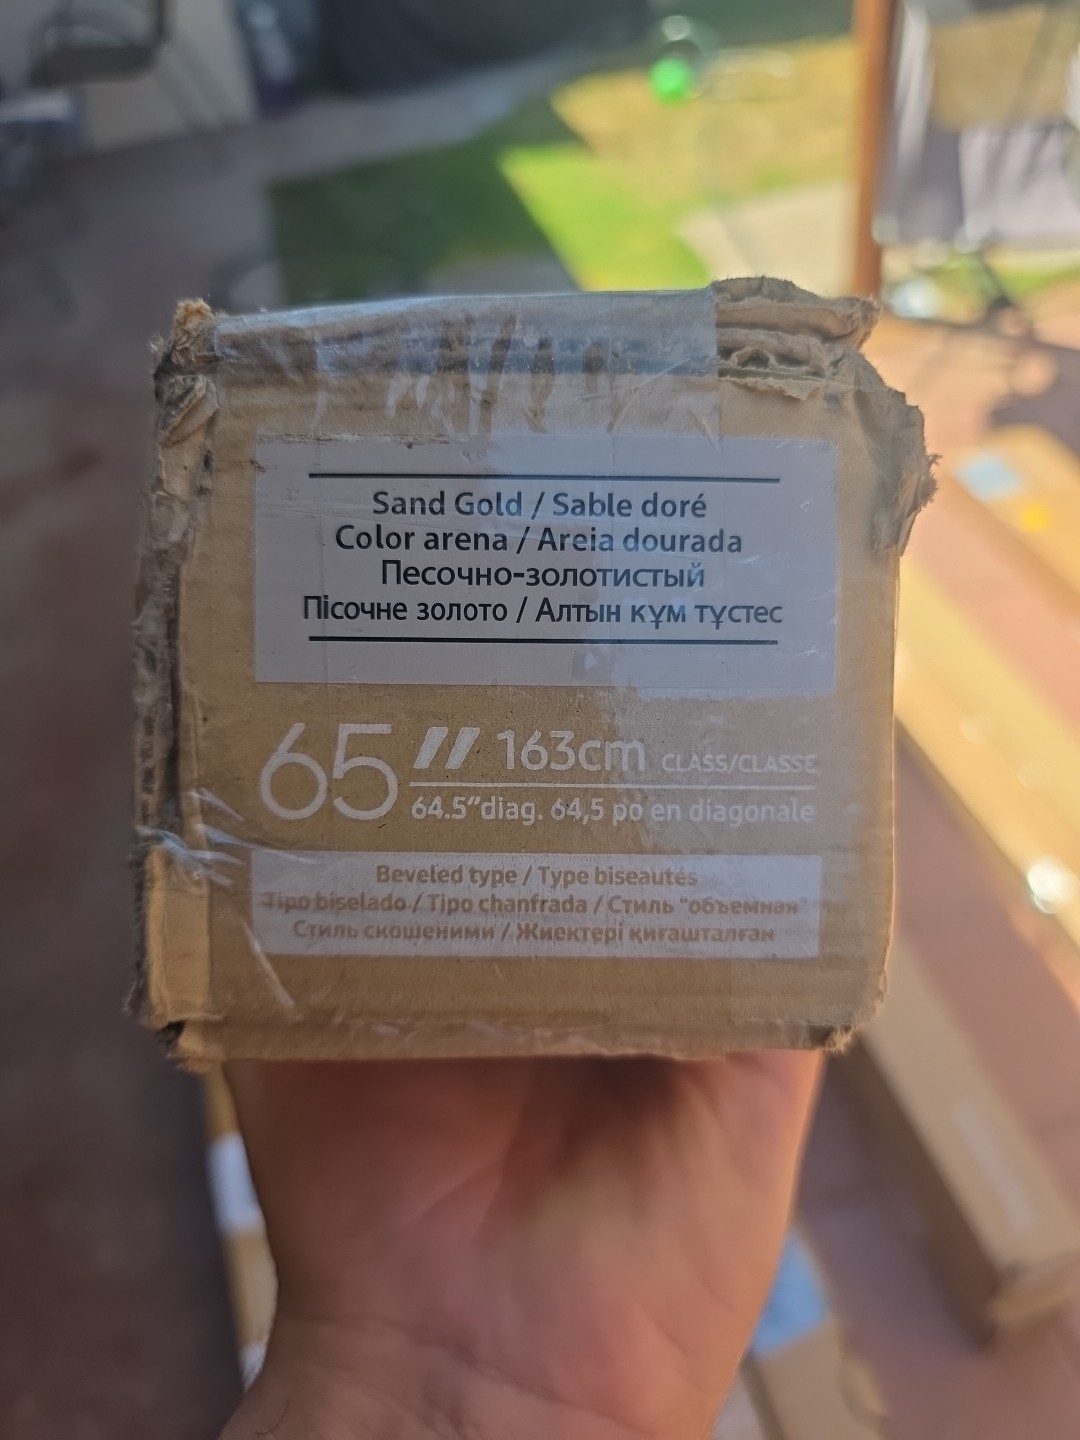 Sand Gold / Sable doré
Color arena / Areia dourada
Песочно-золотистый
Пісочне золото / Алтын құм түстес
65" 163cm CLASS/CLASSE
64.5"diag. 64,5 po en diagonale
Beveled type / Type biseautés
Tipo biselado / Tipo chanfrada / Стиль "объемная"
Стиль скошеними / Жиектері қиғашталған